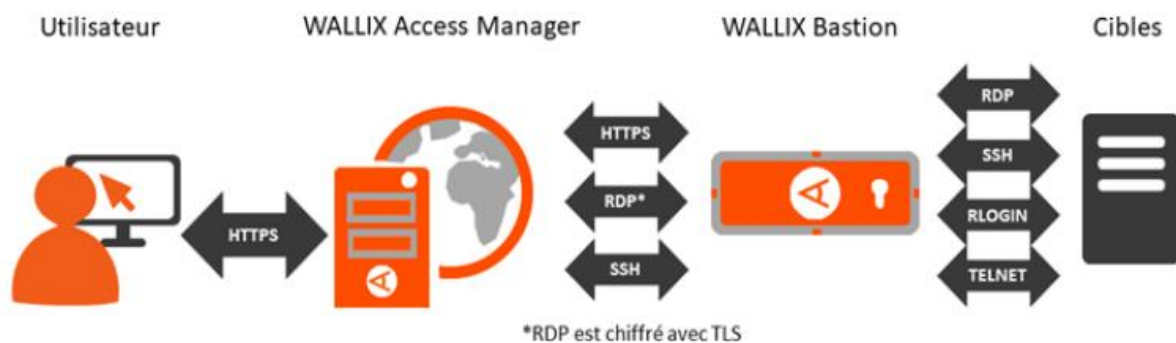 Utilisateur
WALLIX Access Manager
WALLIX Bastion
Cibles
HTTPS
HTTPS
RDP*
SSH
RDP
SSH
RLOGIN
TELNET
*RDP est chiffré avec TLS